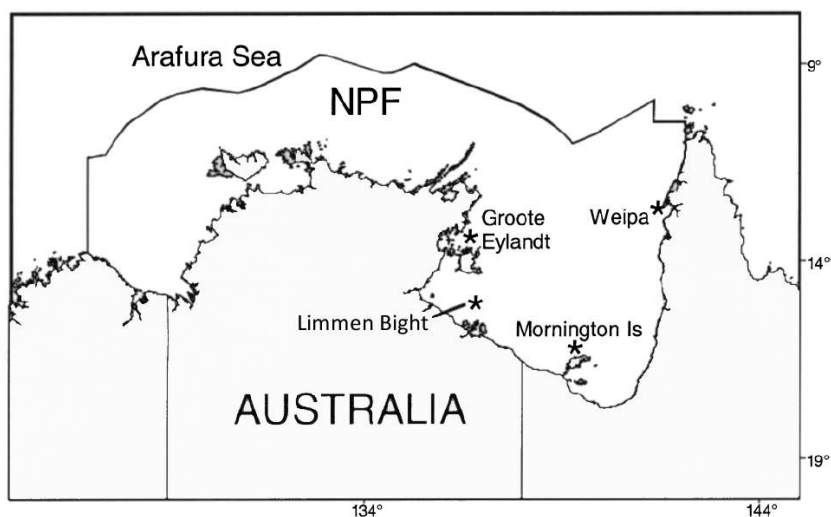 Arafura Sea
9°
NPF
Groote
Eylandt
Weipa
14°
Limmen Bight
Mornington Is
AUSTRALIA
19°
134°
144°